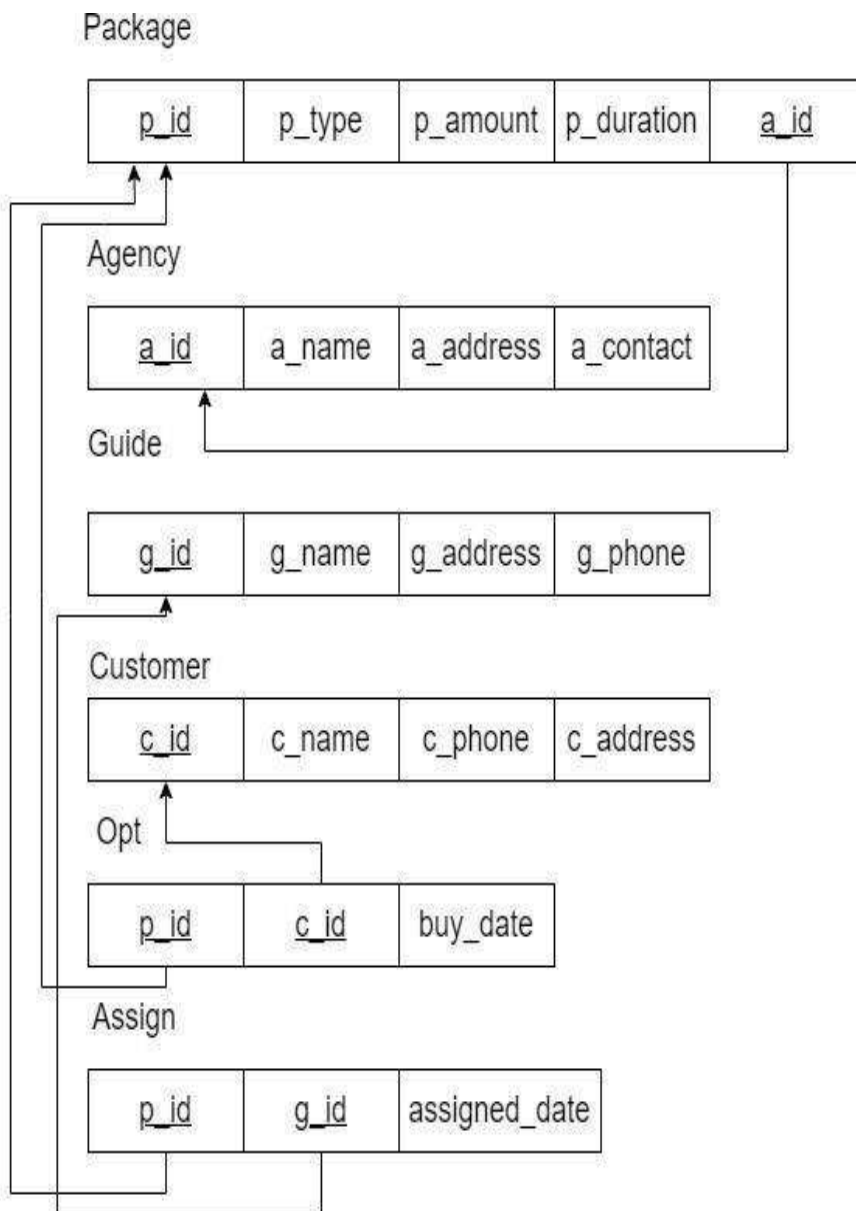 Package
p_id p_type p_amount p_duration a_id
Agency
a_id a_name a_address a_contact
Guide
g_id g_name g_address g_phone
Customer
c_id c_name c_phone c_address
Opt
p_id c_id buy_date
Assign
p_id g_id assigned_date